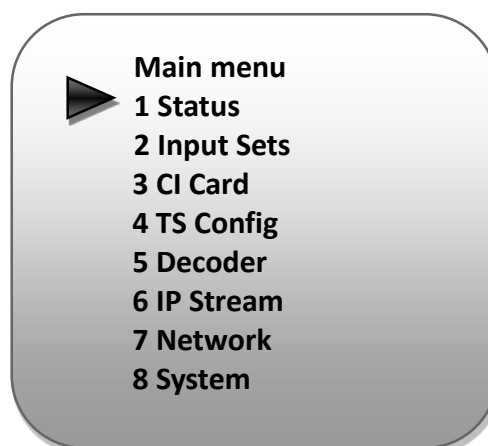 Main menu
1 Status
2 Input Sets
3 CI Card
4 TS Config
5 Decoder
6 IP Stream
7 Network
8 System